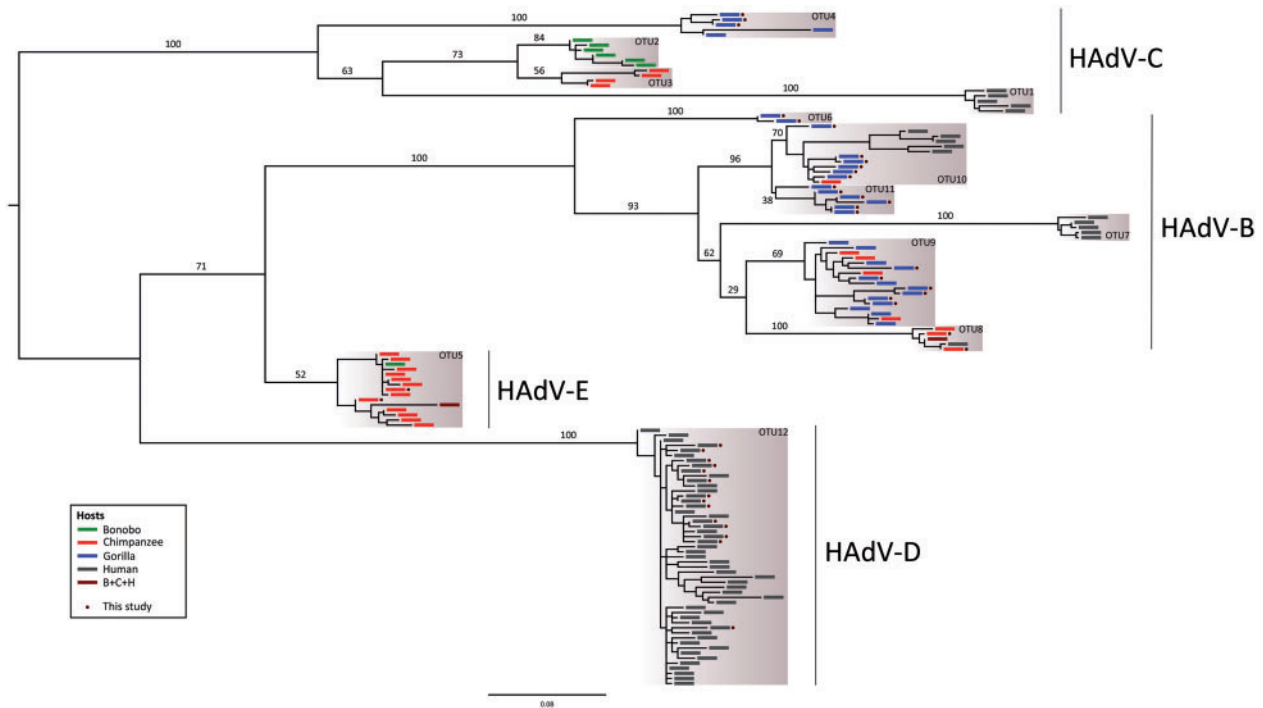 OTU4
100
100
84
OTU2
HAdV-C
73
63
56
OTU3
100
OTU1
100
OTU6
70
100
96
OTU10
38
OTU11
93
100
OTU7
HAdV-B
62
69
OTU9
71
29
100
OTU8
OTU5
52
HAdV-E
100
OTU12
HAdV-D
Hosts
Bonobo
Chimpanzee
Gorilla
Human
B+C+H
This study
0.08